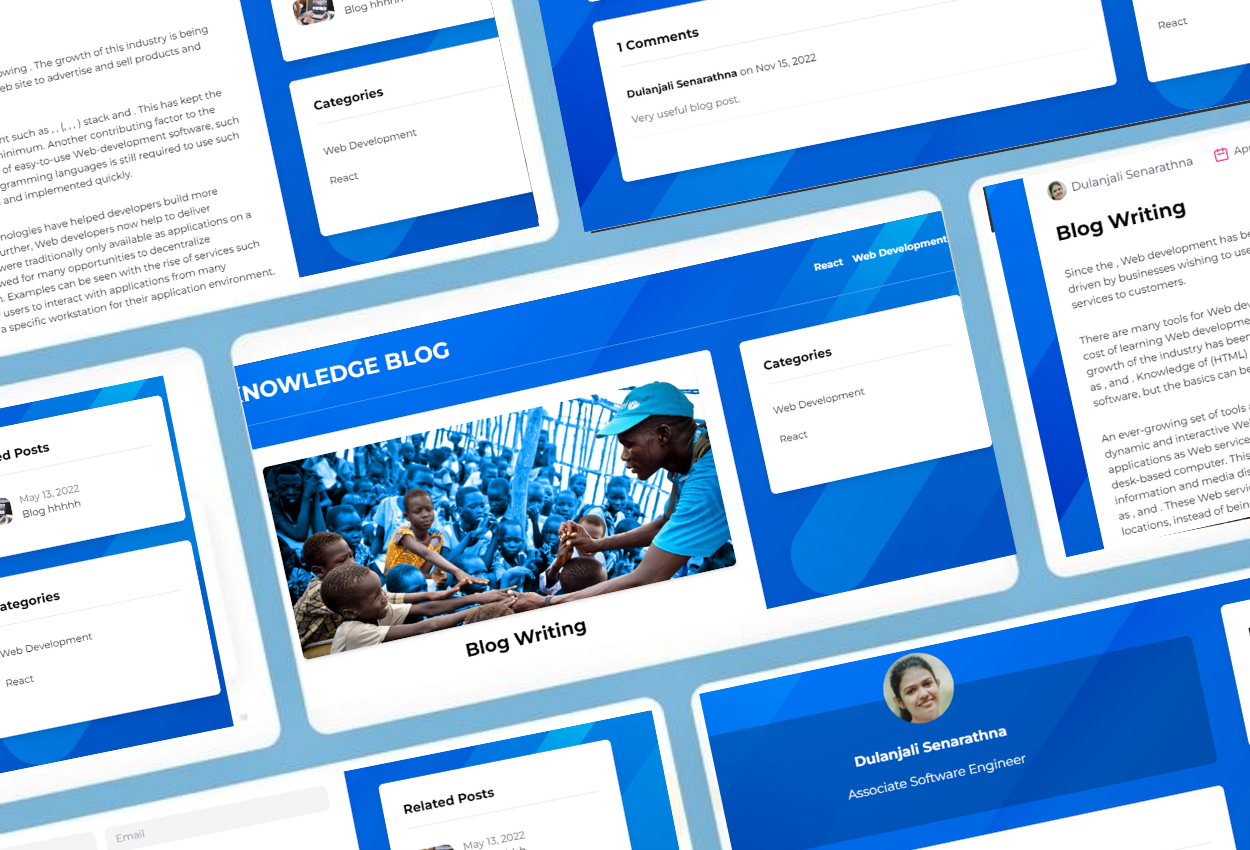 Blog hhhhh
owing . The growth of this industry is being
eb site to advertise and sell products and
nt such as , , (, , , ) stack and . This has kept the
minimum. Another contributing factor to the
of easy-to-use Web-development software, such
gramming languages is still required to use such
and implemented quickly.
nologies have helped developers build more
urther, Web developers now help to deliver
were traditionally only available as applications on a
wed for many opportunities to decentralize
n. Examples can be seen with the rise of services such
users to interact with applications from many
a specific workstation for their application environment.
Categories
Web Development
React
1 Comments
Dulanjali Senarathna on Nov 15, 2022
Very useful blog post.
React
ed Posts
May 13, 2022
Blog hhhhh
ategories
Web Development
React
KNOWLEDGE BLOG
React Web Development
Categories
Web Development
React
Blog Writing
Dulanjali Senarathna
Blog Writing
Since the , Web development has be
driven by businesses wishing to use
services to customers.
There are many tools for Web dev
cost of learning Web developme
growth of the industry has been
as , and . Knowledge of (HTML)
software, but the basics can be
An ever-growing set of tools a
dynamic and interactive We
applications as Web service
desk-based computer. This
information and media dis
as , and . These Web servic
locations, instead of bein
Email
Related Posts
May 13, 2022
Dulanjali Senarathna
Associate Software Engineer